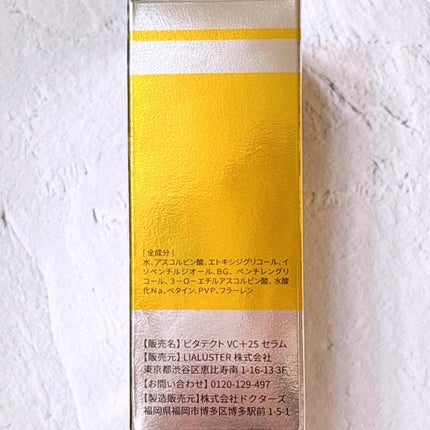 [ 全成分 ]
水、アスコルビン酸、エトキシジグリコール、イ
ソペンチルジオール、BG、ペンチレングリ
コール、3－O－エチルアスコルビン酸、水酸
化Na、ベタイン、PVP、フラーレン
【販売名】ビタデクト VC＋25 セラム
【販売元】LIALUSTER 株式会社
東京都渋谷区恵比寿南 1-16-13 3F
【お問い合わせ】0120-129-497
【製造販売元】株式会社ドクターズ
福岡県福岡市博多区博多駅前 1-5-1